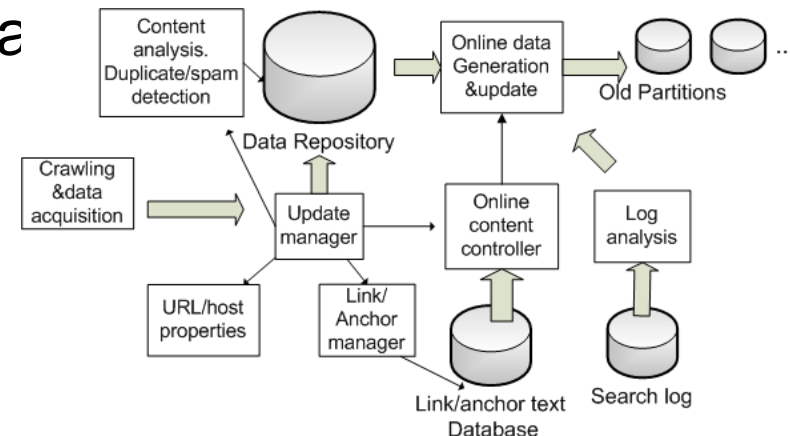 a
Content
analysis.
Duplicate/spam
detection
Online data
Generation
&update
..
Old Partitions
Data Repository
Crawling
&data
acquisition
Update
manager
Online
content
controller
Log
analysis
URL/host
properties
Link/
Anchor
manager
Link/anchor text
Database
Search log